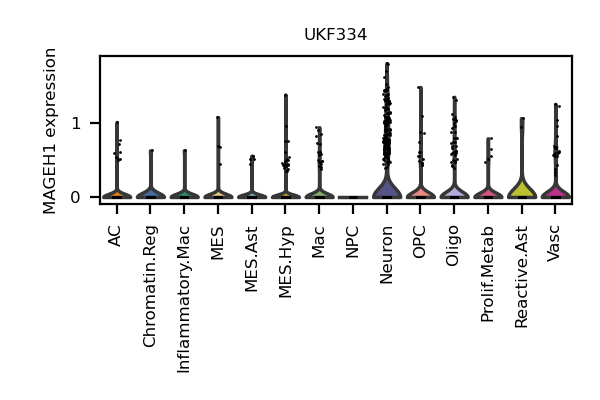 UKF334
MAGEH1 expression
1
0
AC
Chromatin.Reg
Inflammatory.Mac
MES
MES.Ast
MES.Hyp
Mac
NPC
Neuron
OPC
Oligo
Prolif.Metab
Reactive.Ast
Vasc